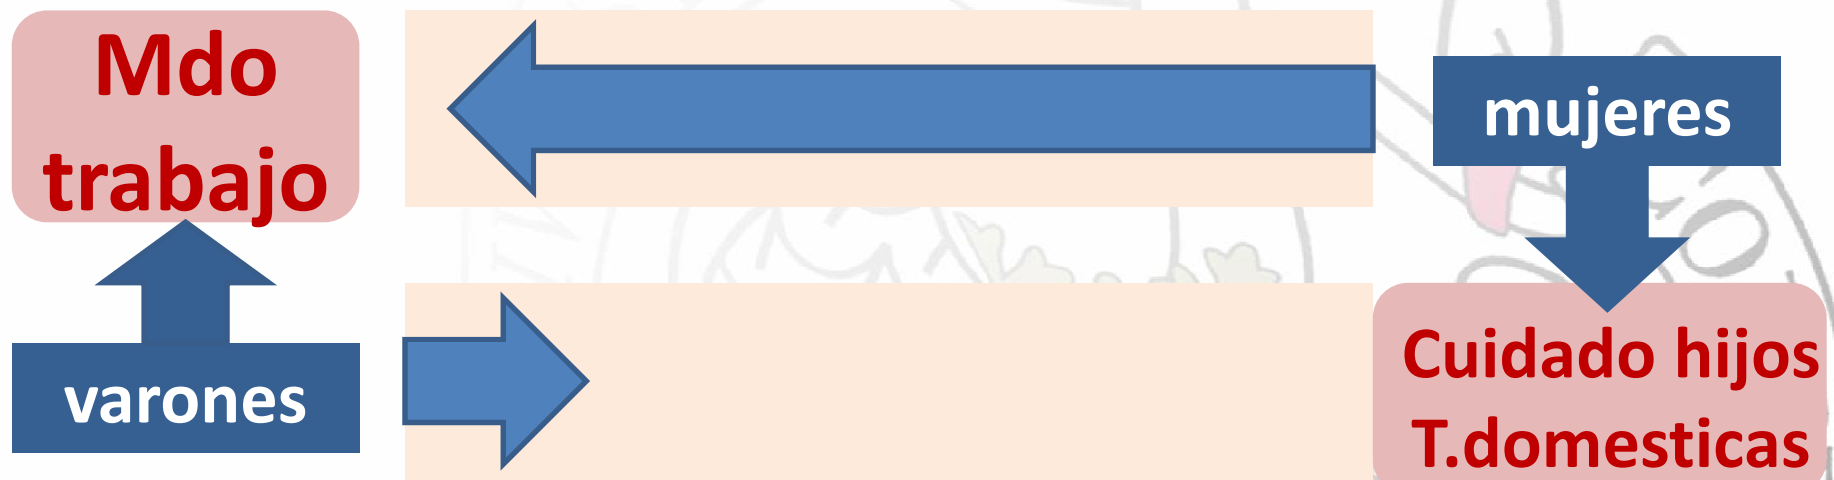 Mdo
trabajo
mujeres
varones
Cuidado hijos
T.domesticas